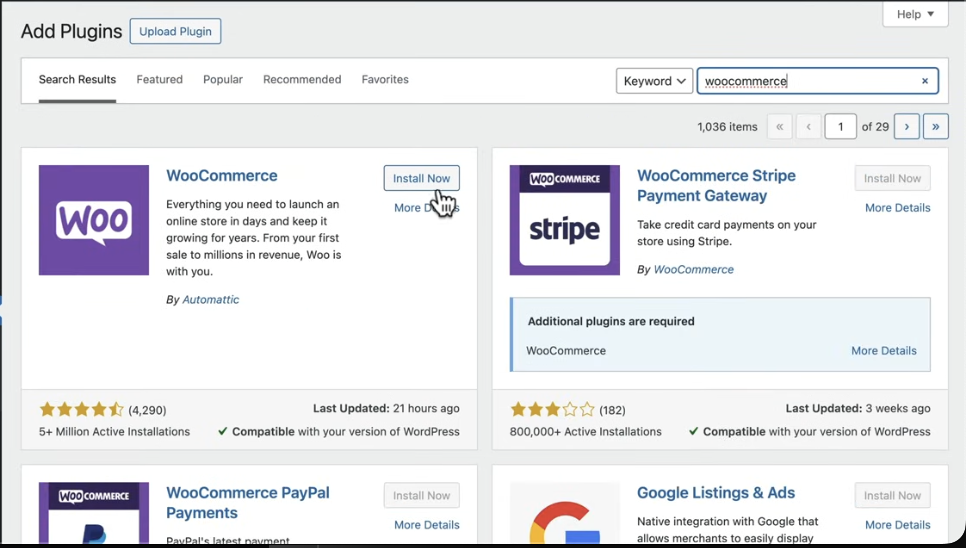 Help
Add Plugins
Upload Plugin
Search Results
Featured
Popular
Recommended
Favorites
Keyword
woocommerce
×
1,036 items
«
‹
1
of 29
›
»
WOO
WooCommerce
Install Now
More
Everything you need to launch an
online store in days and keep it
growing for years. From your first
sale to millions in revenue, Woo is
with you.
By Automattic
(4,290)
Last Updated: 21 hours ago
5+ Million Active Installations
Compatible with your version of WordPress
WOO COMMERCE
stripe
WooCommerce Stripe
Payment Gateway
Install Now
More Details
Take credit card payments on your
store using Stripe.
By WooCommerce
Additional plugins are required
WooCommerce
More Details
(182)
Last Updated: 3 weeks ago
800,000+ Active Installations
Compatible with your version of WordPress
WOO COMMERCE
WooCommerce PayPal
Payments
Install Now
More Details
PayPal's latest payment
Google Listings & Ads
Install Now
More Details
Native integration with Google that
allows merchants to easily display